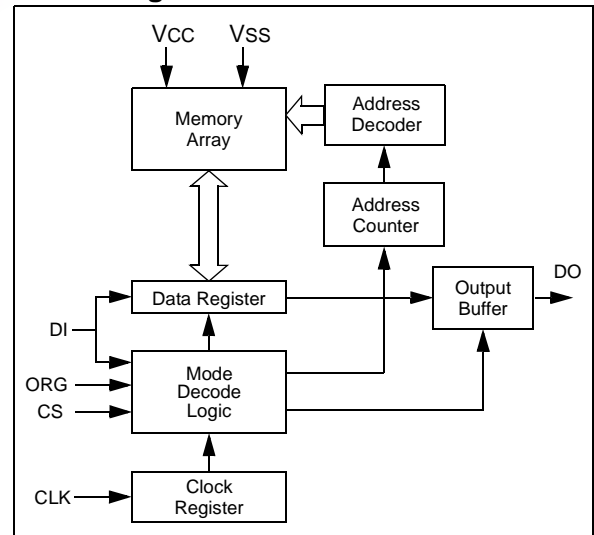 VCC VSS
Memory
Array
Address
Decoder
Address
Counter
Data Register
Output
Buffer
DO
DI
Mode
Decode
Logic
ORG
CS
Clock
Register
CLK